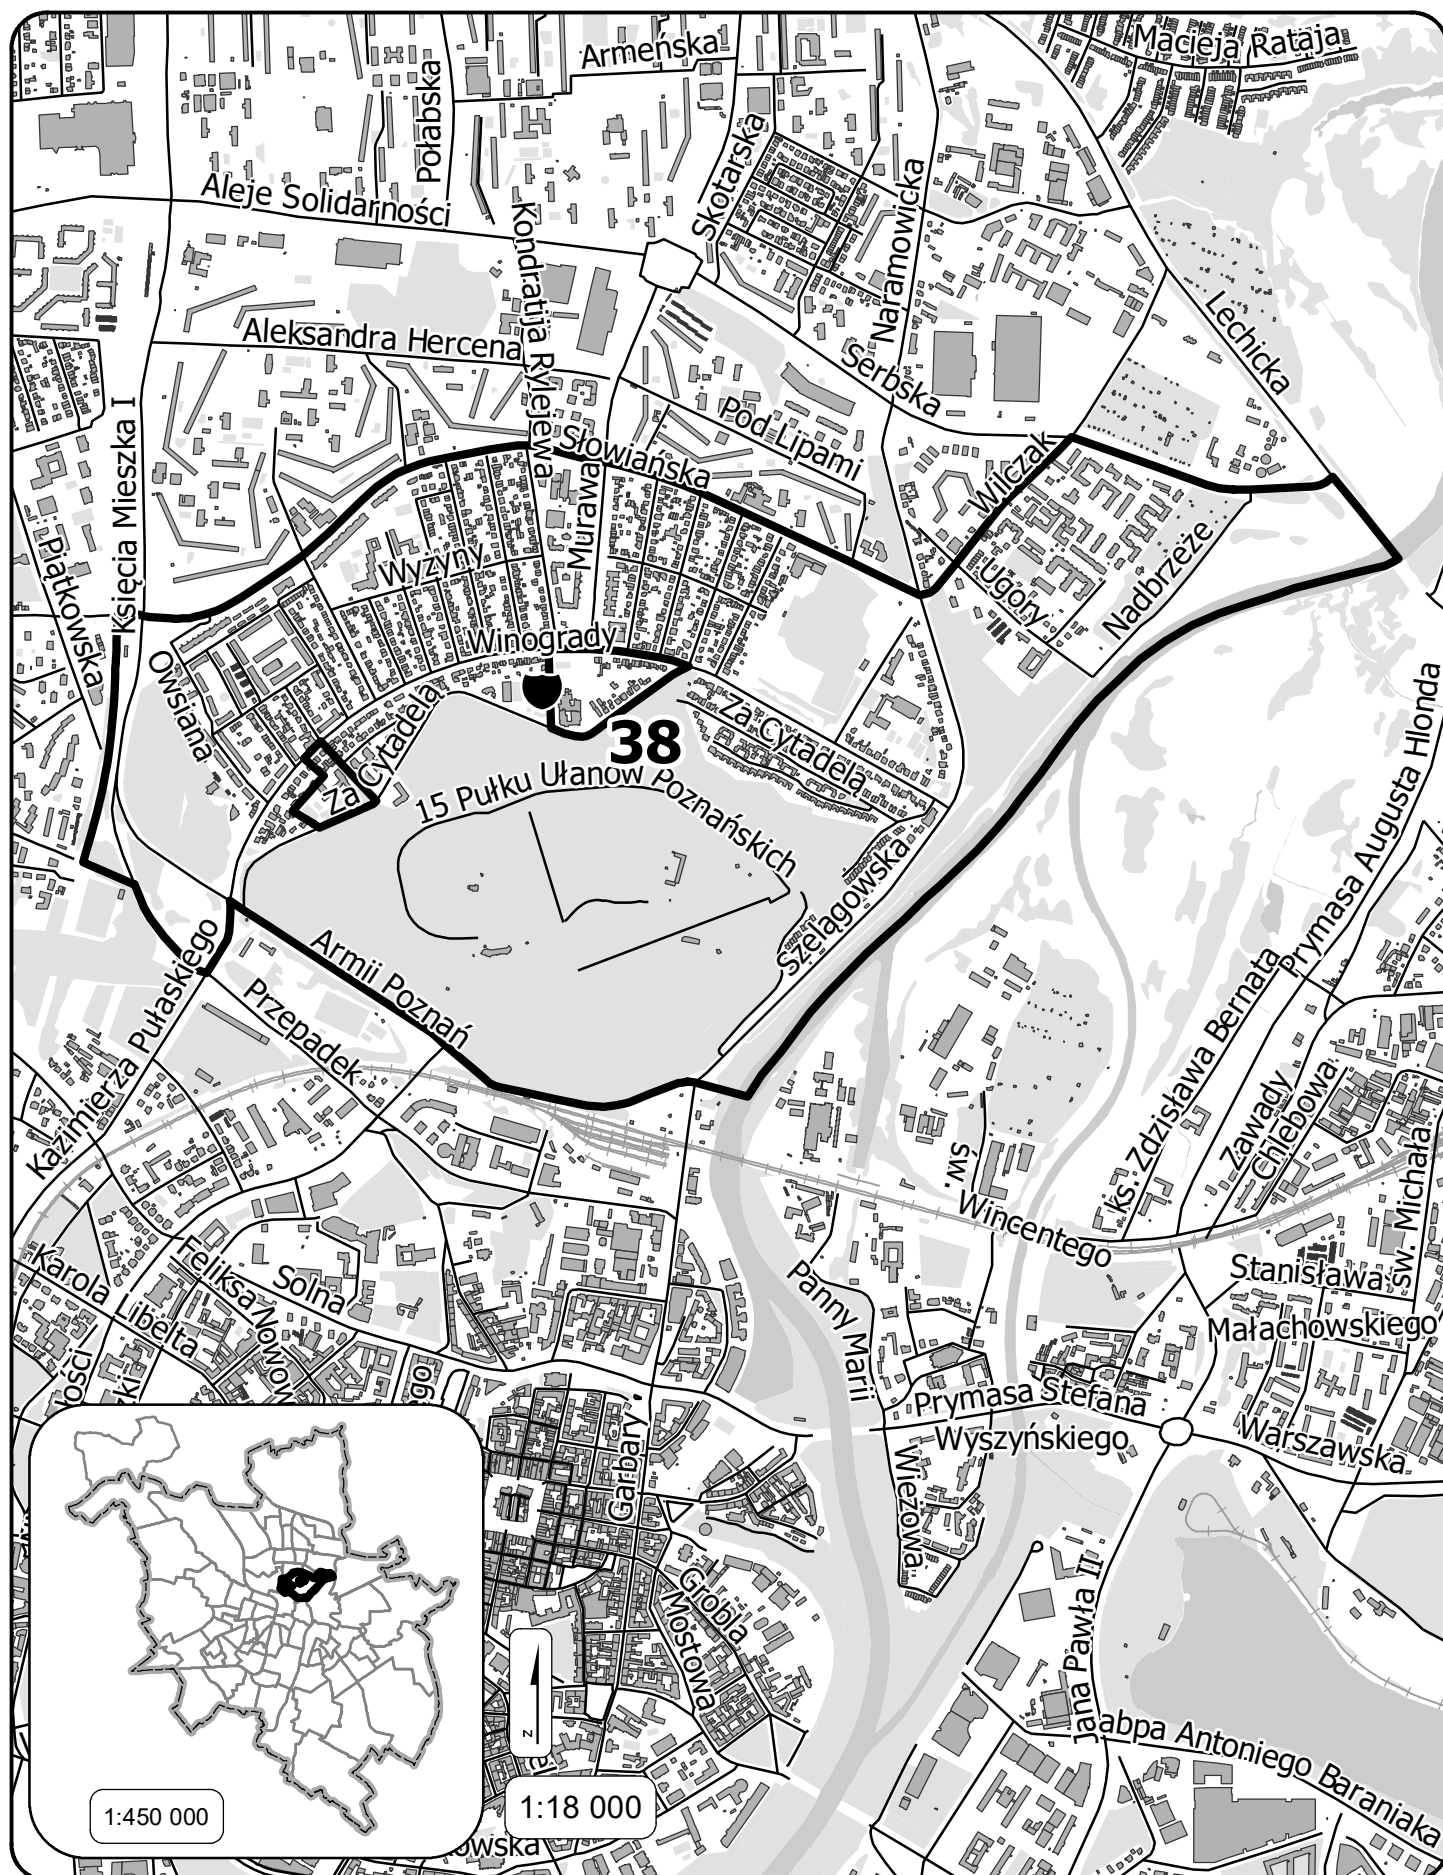 Armeńska
Macieja Rataja
Połabska
Skotarska
Aleje Solidarności
Naramowicka
Kondratija Rylejewa
Lechicka
Aleksandra Hercena
Serbska
Pod Lipami
Księcia Mieszka I
Słowiańska
Wilczak
Murawa
Piątkowska
Wyżyny
Ugory
Nadbrzeże
Winogrady
Owsiana
Za Cytadelą
Za Cytadelą
38
15 Pułku Ułanów Poznańskich
Prymasa Augusta Hlonda
Szelągowska
Armii Poznań
Kazimierza Pułaskiego
Przepadek
ks. Zdzisława Bernata
Zawady
Chlebowa
św. Wincentego
św. Michała
Karola Libelta
Feliksa Nowow
Solna
Panny Marii
Stanisława
Małachowskiego
Prymasa Stefana
Wyszyńskiego
Warszawska
Garbary
Wieżowa
Grobla
Mostowa
Jana Pawła II
abpa Antoniego Baraniaka
z
1:450 000
1:18 000